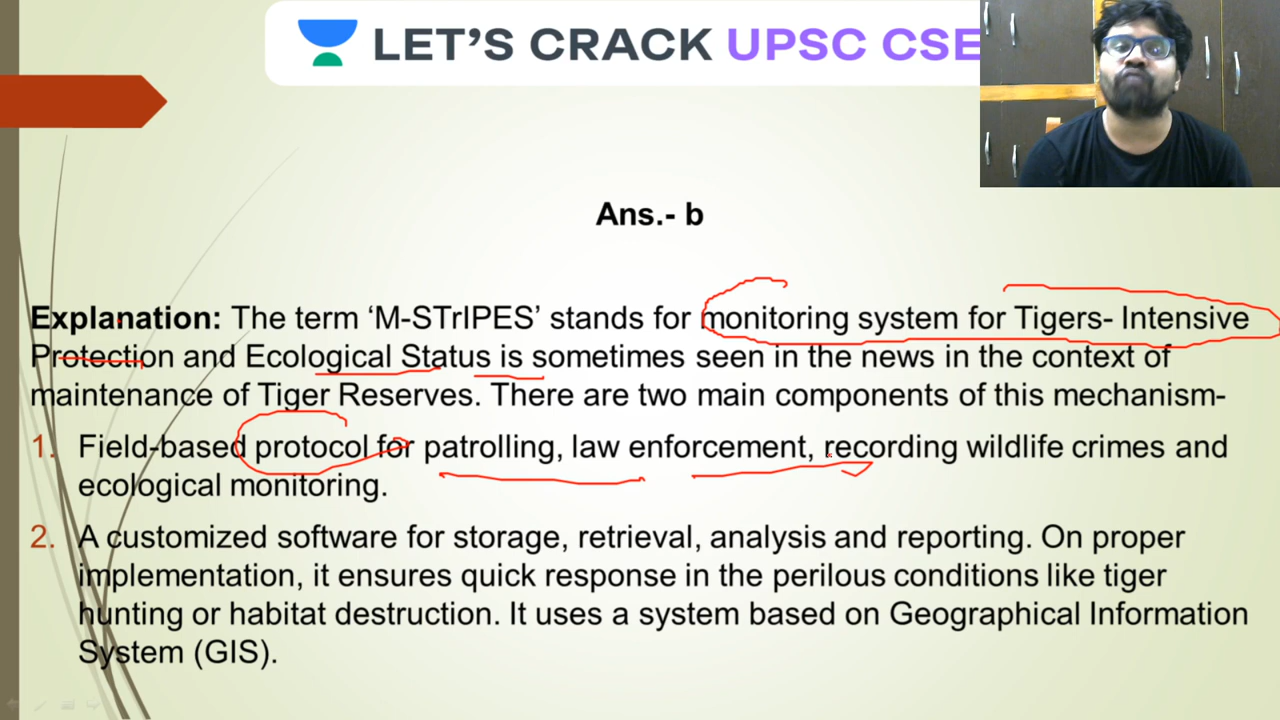 LET'S CRACK UPSC CSE
Ans.- b
Explanation: The term ‘M-STrIPES’ stands for monitoring system for Tigers- Intensive
Protection and Ecological Status is sometimes seen in the news in the context of
maintenance of Tiger Reserves. There are two main components of this mechanism-
1. Field-based protocol for patrolling, law enforcement, recording wildlife crimes and
ecological monitoring.
2. A customized software for storage, retrieval, analysis and reporting. On proper
implementation, it ensures quick response in the perilous conditions like tiger
hunting or habitat destruction. It uses a system based on Geographical Information
System (GIS).